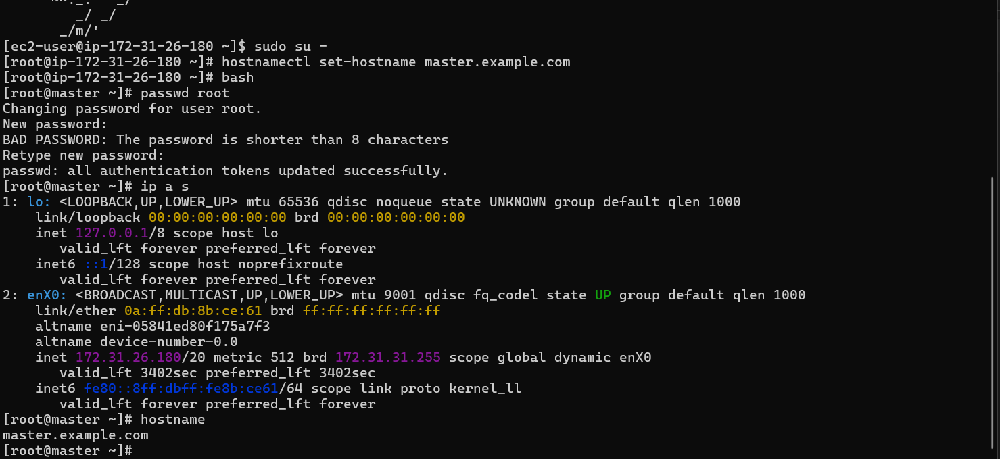 _/ _/
    _/m/'
[ec2-user@ip-172-31-26-180 ~]$ sudo su -
[root@ip-172-31-26-180 ~]# hostnamectl set-hostname master.example.com
[root@ip-172-31-26-180 ~]# bash
[root@master ~]# passwd root
Changing password for user root.
New password:
BAD PASSWORD: The password is shorter than 8 characters
Retype new password:
passwd: all authentication tokens updated successfully.
[root@master ~]# ip a s
1: lo: <LOOPBACK,UP,LOWER_UP> mtu 65536 qdisc noqueue state UNKNOWN group default qlen 1000
    link/loopback 00:00:00:00:00:00 brd 00:00:00:00:00:00
    inet 127.0.0.1/8 scope host lo
       valid_lft forever preferred_lft forever
    inet6 ::1/128 scope host noprefixroute
       valid_lft forever preferred_lft forever
2: enX0: <BROADCAST,MULTICAST,UP,LOWER_UP> mtu 9001 qdisc fq_codel state UP group default qlen 1000
    link/ether 0a:ff:db:8b:ce:61 brd ff:ff:ff:ff:ff:ff
    altname eni-05841ed80f175a7f3
    altname device-number-0.0
    inet 172.31.26.180/20 metric 512 brd 172.31.31.255 scope global dynamic enX0
       valid_lft 3402sec preferred_lft 3402sec
    inet6 fe80::8ff:dbff:fe8b:ce61/64 scope link proto kernel_ll
       valid_lft forever preferred_lft forever
[root@master ~]# hostname
master.example.com
[root@master ~]#